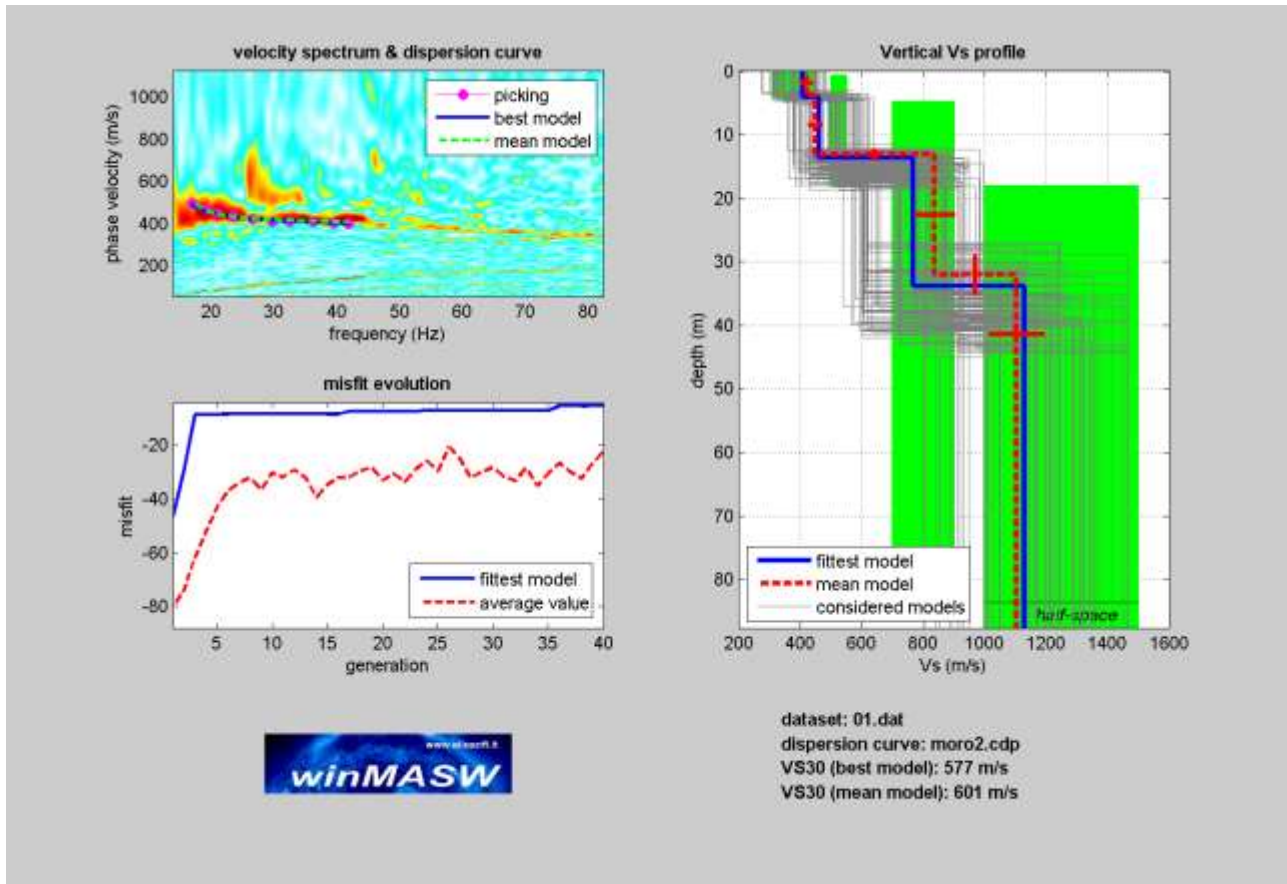 velocity spectrum & dispersion curve
1000
800
600
400
200
phase velocity (m/s)
picking
best model
mean model
20 30 40 50 60 70 80
frequency (Hz)
misfit evolution
-20
-40
-60
-80
misfit
fittest model
average value
5 10 15 20 25 30 35 40
generation
Vertical Vs profile
0
10
20
30
40
50
60
70
80
depth (m)
fittest model
mean model
considered models
half-space
200 400 600 800 1000 1200 1400 1600
Vs (m/s)
winMASW
dataset: 01.dat
dispersion curve: moro2.cdp
VS30 (best model): 577 m/s
VS30 (mean model): 601 m/s